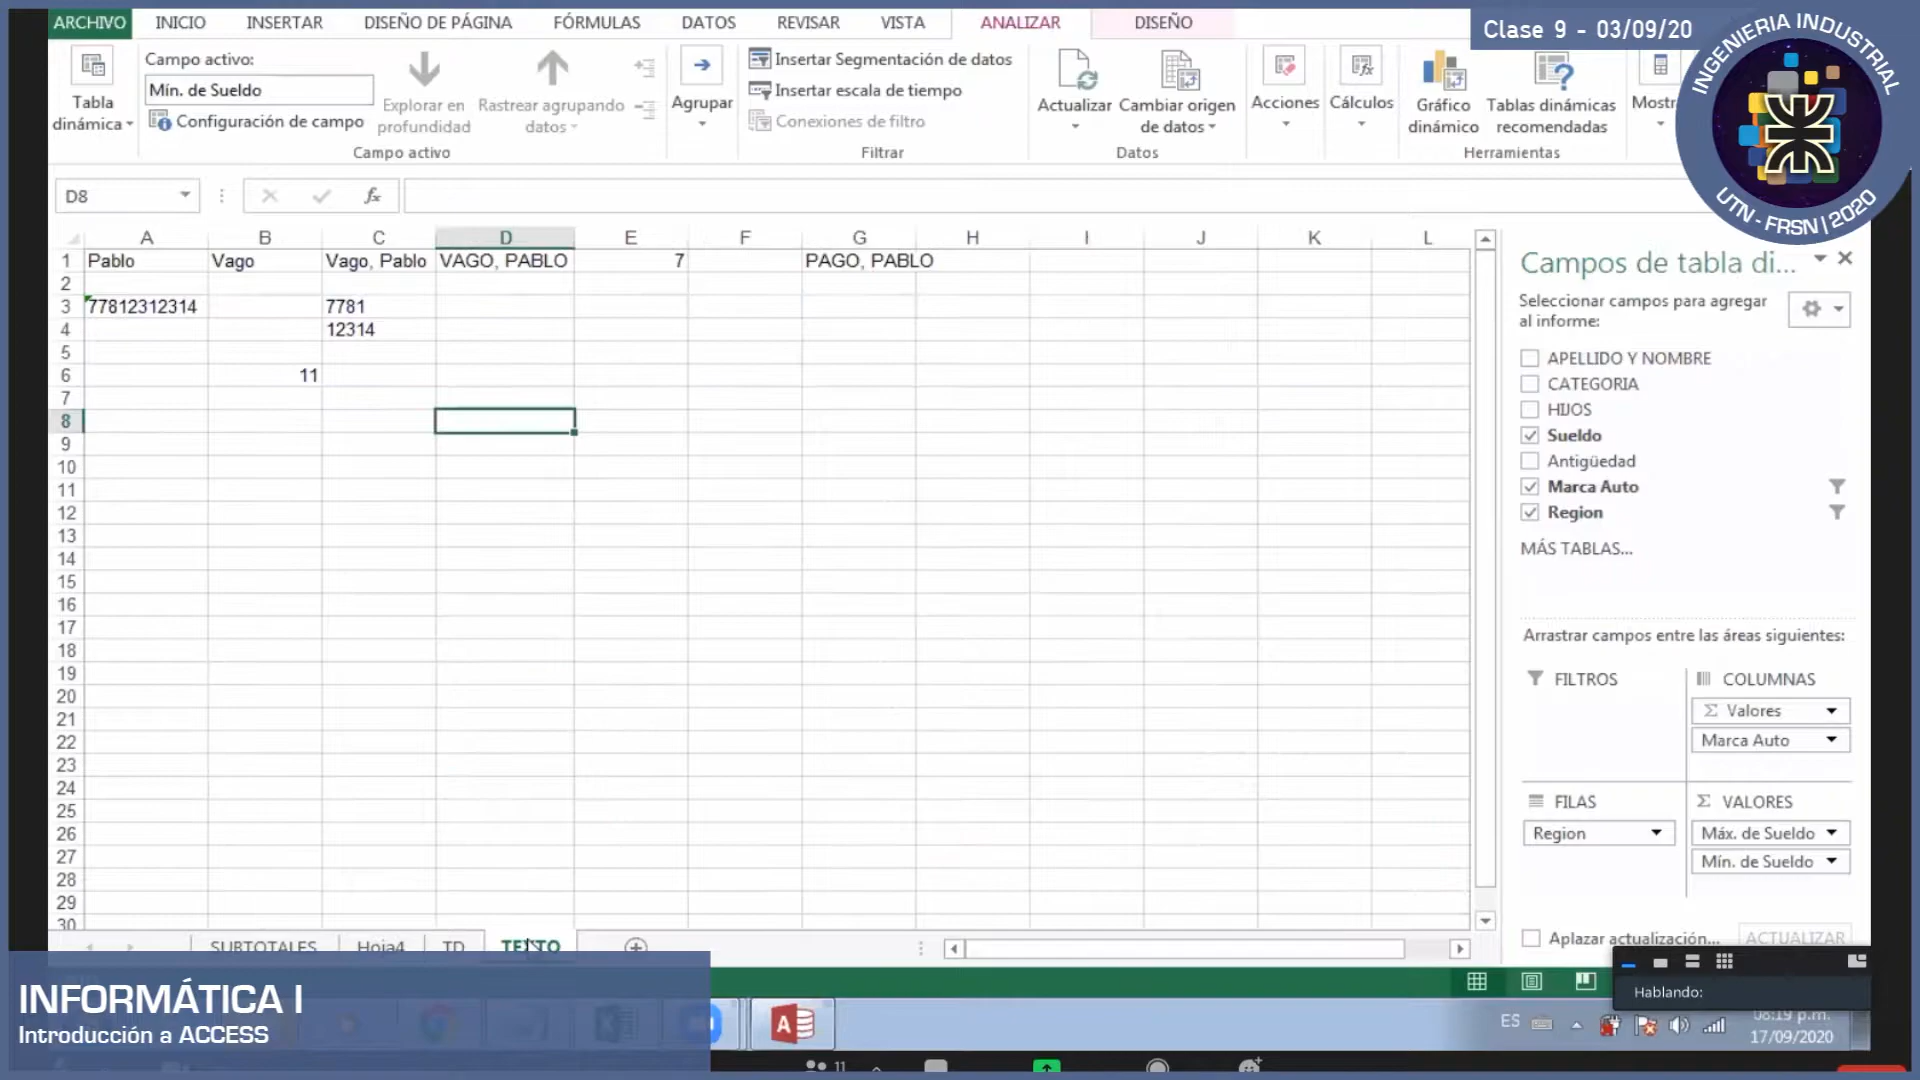 ARCHIVO INICIO INSERTAR DISEÑO DE PÁGINA FÓRMULAS DATOS REVISAR VISTA ANALIZAR DISEÑO
Clase 9 - 03/09/20
INGENIERIA INDUSTRIAL
UTN - FRSN | 2020
Tabla dinámica
Campo activo:
Mín. de Sueldo
Configuración de campo
Explorar en profundidad
Rastrear agrupando datos
Campo activo
Agrupar
Insertar Segmentación de datos
Insertar escala de tiempo
Conexiones de filtro
Filtrar
Actualizar
Cambiar origen de datos
Datos
Acciones
Cálculos
Gráfico dinámico
Tablas dinámicas recomendadas
Herramientas
Mostr
D8
fx
A B C D E F G H I J K L
1 Pablo Vago Vago, Pablo VAGO, PABLO 7 PAGO, PABLO
2
3 77812312314 7781
4 12314
5
6 11
7
8
9
10
11
12
13
14
15
16
17
18
19
20
21
22
23
24
25
26
27
28
29
30
SUBTOTALES Hoja4 TD TEXTO
Campos de tabla di...
Seleccionar campos para agregar
al informe:
APELLIDO Y NOMBRE
CATEGORIA
HIJOS
Sueldo
Antigüedad
Marca Auto
Region
MÁS TABLAS...
Arrastrar campos entre las áreas siguientes:
FILTROS
COLUMNAS
Σ Valores
Marca Auto
FILAS
Region
Σ VALORES
Máx. de Sueldo
Mín. de Sueldo
Aplazar actualización... ACTUALIZAR
Hablando:
INFORMÁTICA I
Introducción a ACCESS
ES
08:19 p.m.
17/09/2020
11